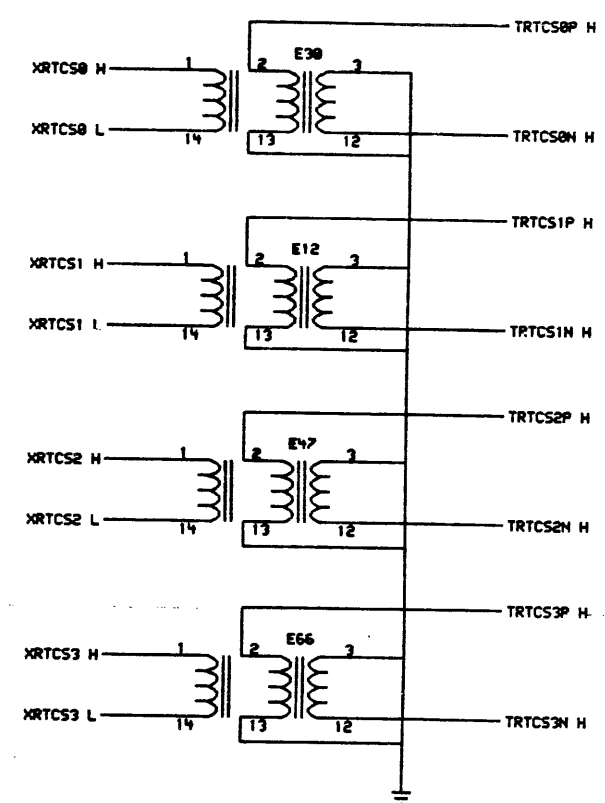 TRTCS0P H
E30
XRTCS0 H 1 2 3
XRTCS0 L 14 13 12 TRTCS0N H
TRTCS1P H
E12
XRTCS1 H 1 2 3
XRTCS1 L 14 13 12 TRTCS1N H
TRTCS2P H
E47
XRTCS2 H 1 2 3
XRTCS2 L 14 13 12 TRTCS2N H
TRTCS3P H
E66
XRTCS3 H 1 2 3
XRTCS3 L 14 13 12 TRTCS3N H